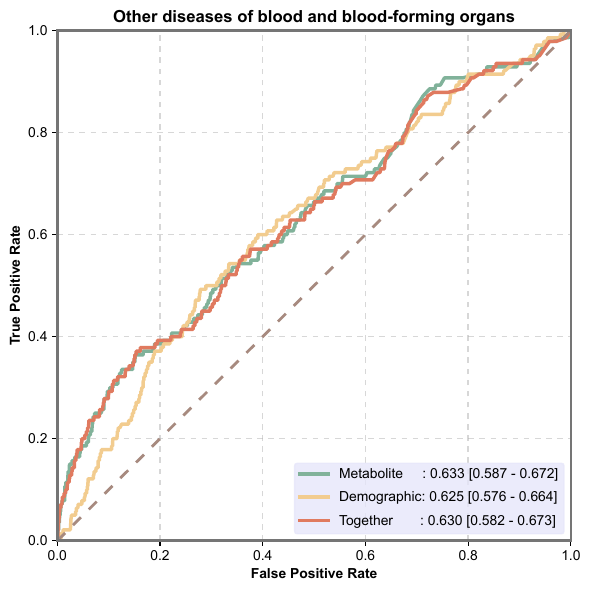 Other diseases of blood and blood-forming organs
True Positive Rate
1.0
0.8
0.6
0.4
0.2
0.0
Metabolite : 0.633 [0.587 - 0.672]
Demographic: 0.625 [0.576 - 0.664]
Together : 0.630 [0.582 - 0.673]
0.0 0.2 0.4 0.6 0.8 1.0
False Positive Rate